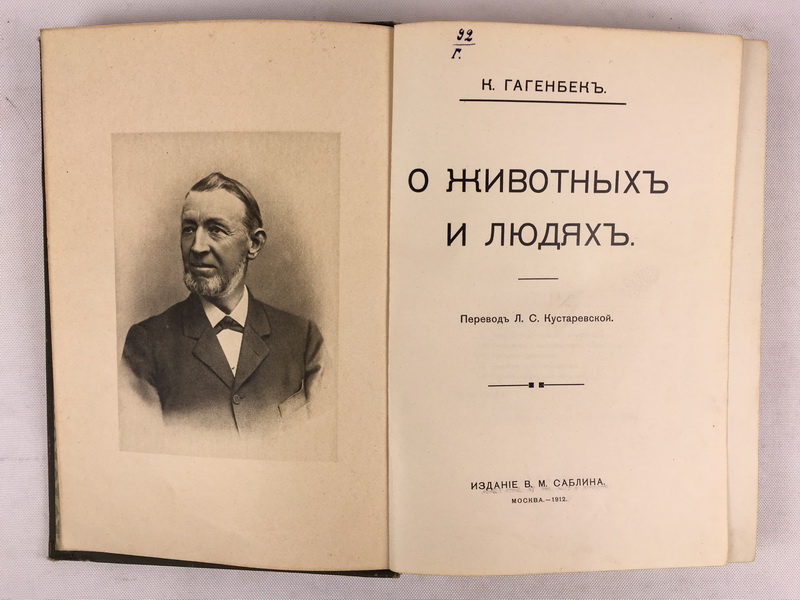 92
Г.
К. ГАГЕНБЕКЪ.
О ЖИВОТНЫХЪ
И ЛЮДЯХЪ.
Переводъ Л. С. Кустаревской.
ИЗДАНІЕ В. М. САБЛИНА.
МОСКВА.—1912.